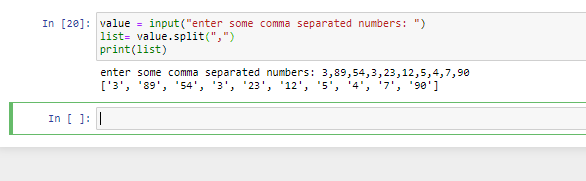 In [20]: value = input("enter some comma separated numbers: ")
list= value.split(",")
print(list)
enter some comma separated numbers: 3,89,54,3,23,12,5,4,7,90
['3', '89', '54', '3', '23', '12', '5', '4', '7', '90']
In [ ]: